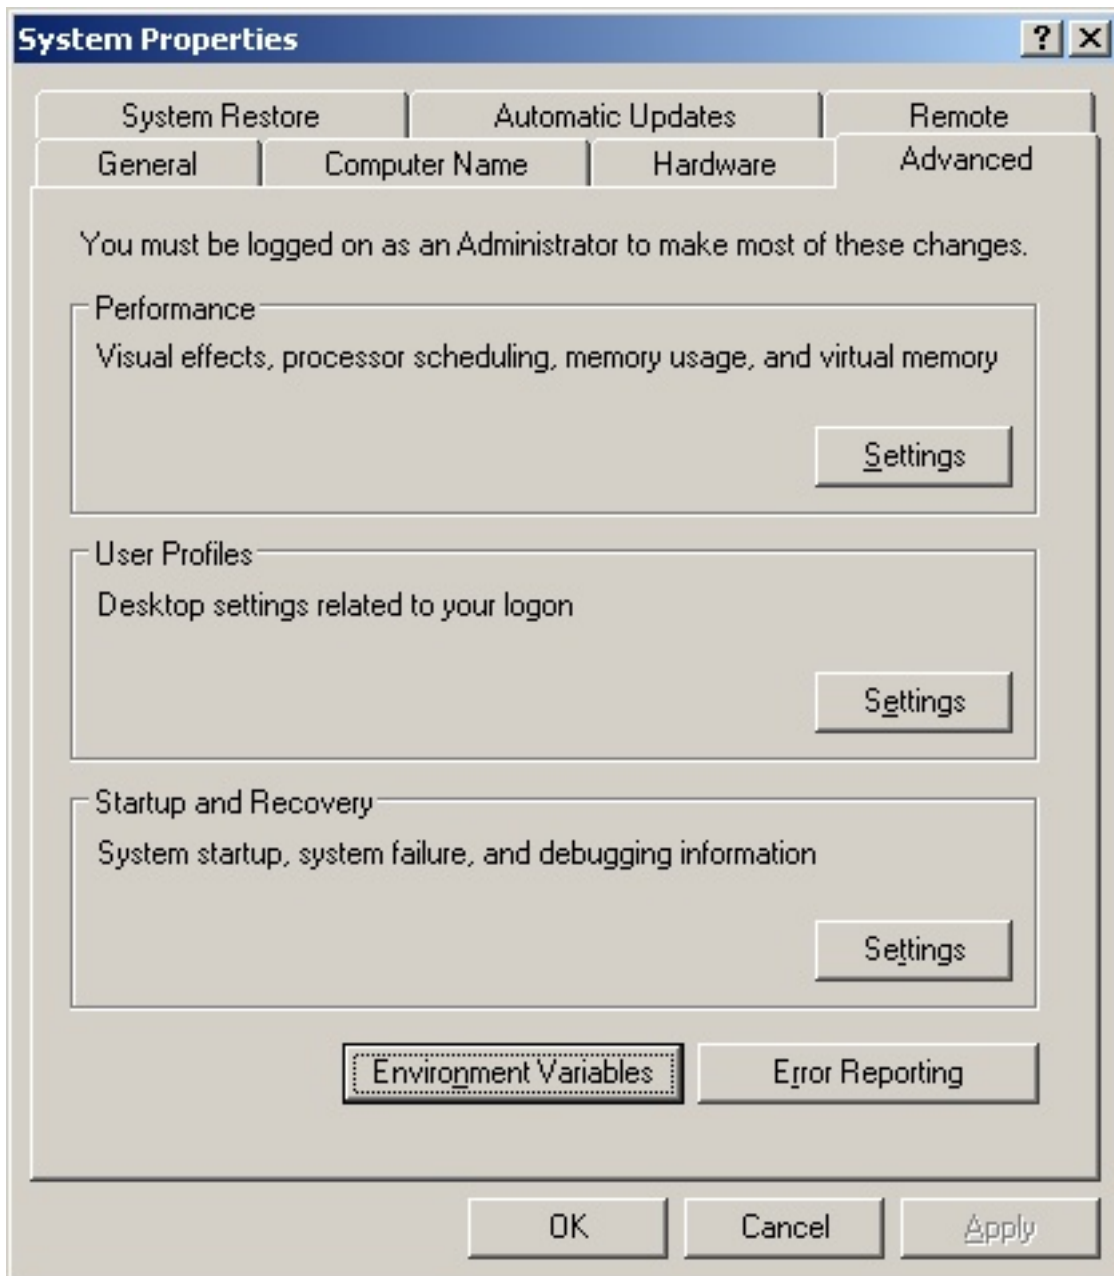 System Properties
System Restore
Automatic Updates
Remote
General
Computer Name
Hardware
Advanced
You must be logged on as an Administrator to make most of these changes.
Performance
Visual effects, processor scheduling, memory usage, and virtual memory
Settings
User Profiles
Desktop settings related to your logon
Settings
Startup and Recovery
System startup, system failure, and debugging information
Settings
Environment Variables
Error Reporting
OK
Cancel
Apply